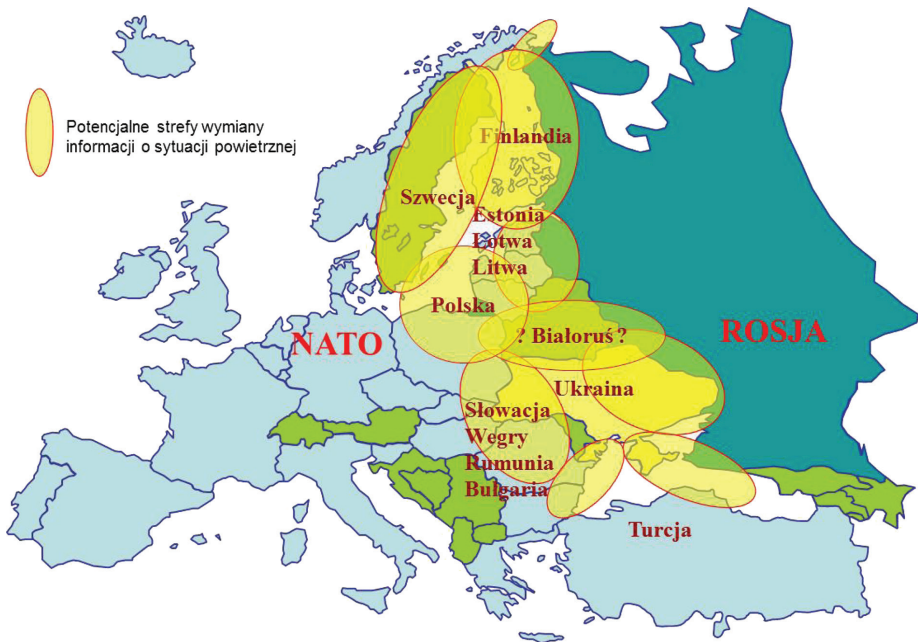 Potencjalne strefy wymiany
informacji o sytuacji powietrznej
Finlandia
Szwecja
Estonia
Łotwa
Litwa
Polska
NATO
? Białoruś ?
ROSJA
Ukraina
Słowacja
Węgry
Rumunia
Bułgaria
Turcja